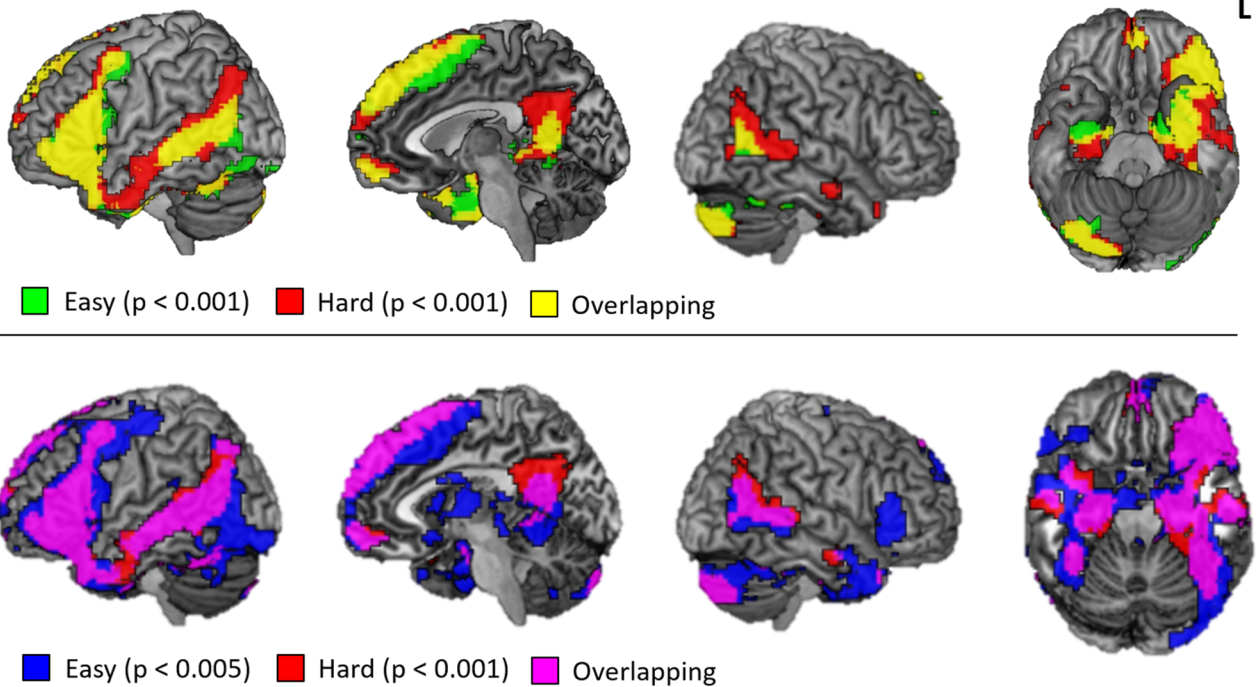 L
Easy (p < 0.001) Hard (p < 0.001) Overlapping
Easy (p < 0.005) Hard (p < 0.001) Overlapping